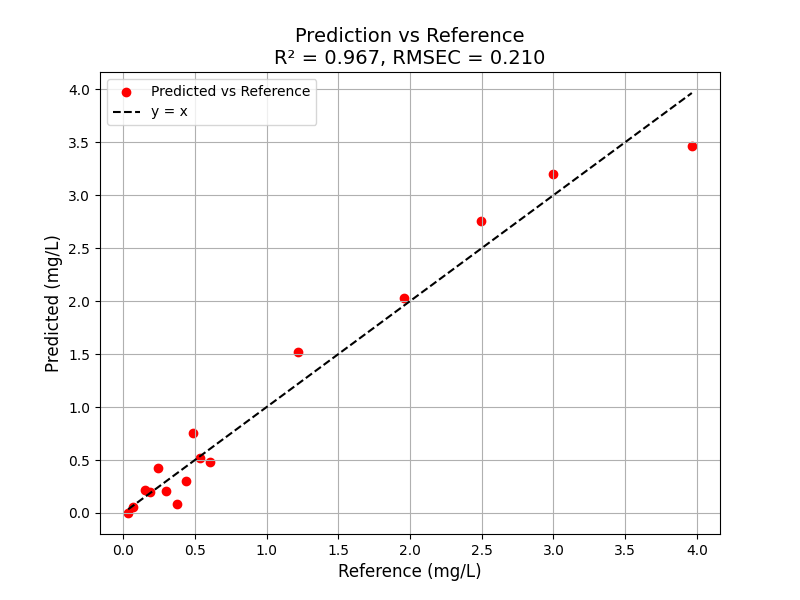 Prediction vs Reference
R² = 0.967, RMSEC = 0.210
Predicted vs Reference
y = x
4.0
3.5
3.0
2.5
2.0
1.5
1.0
0.5
0.0
Predicted (mg/L)
0.0 0.5 1.0 1.5 2.0 2.5 3.0 3.5 4.0
Reference (mg/L)